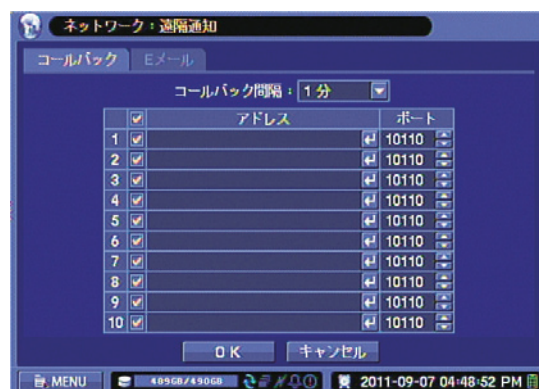 ネットワーク：遠隔通知
コールバック Eメール
コールバック間隔： 1 分
アドレス ポート
1 10110
2 10110
3 10110
4 10110
5 10110
6 10110
7 10110
8 10110
9 10110
10 10110
OK キャンセル
MENU 489GB/490GB 2011-09-07 04:48:52 PM